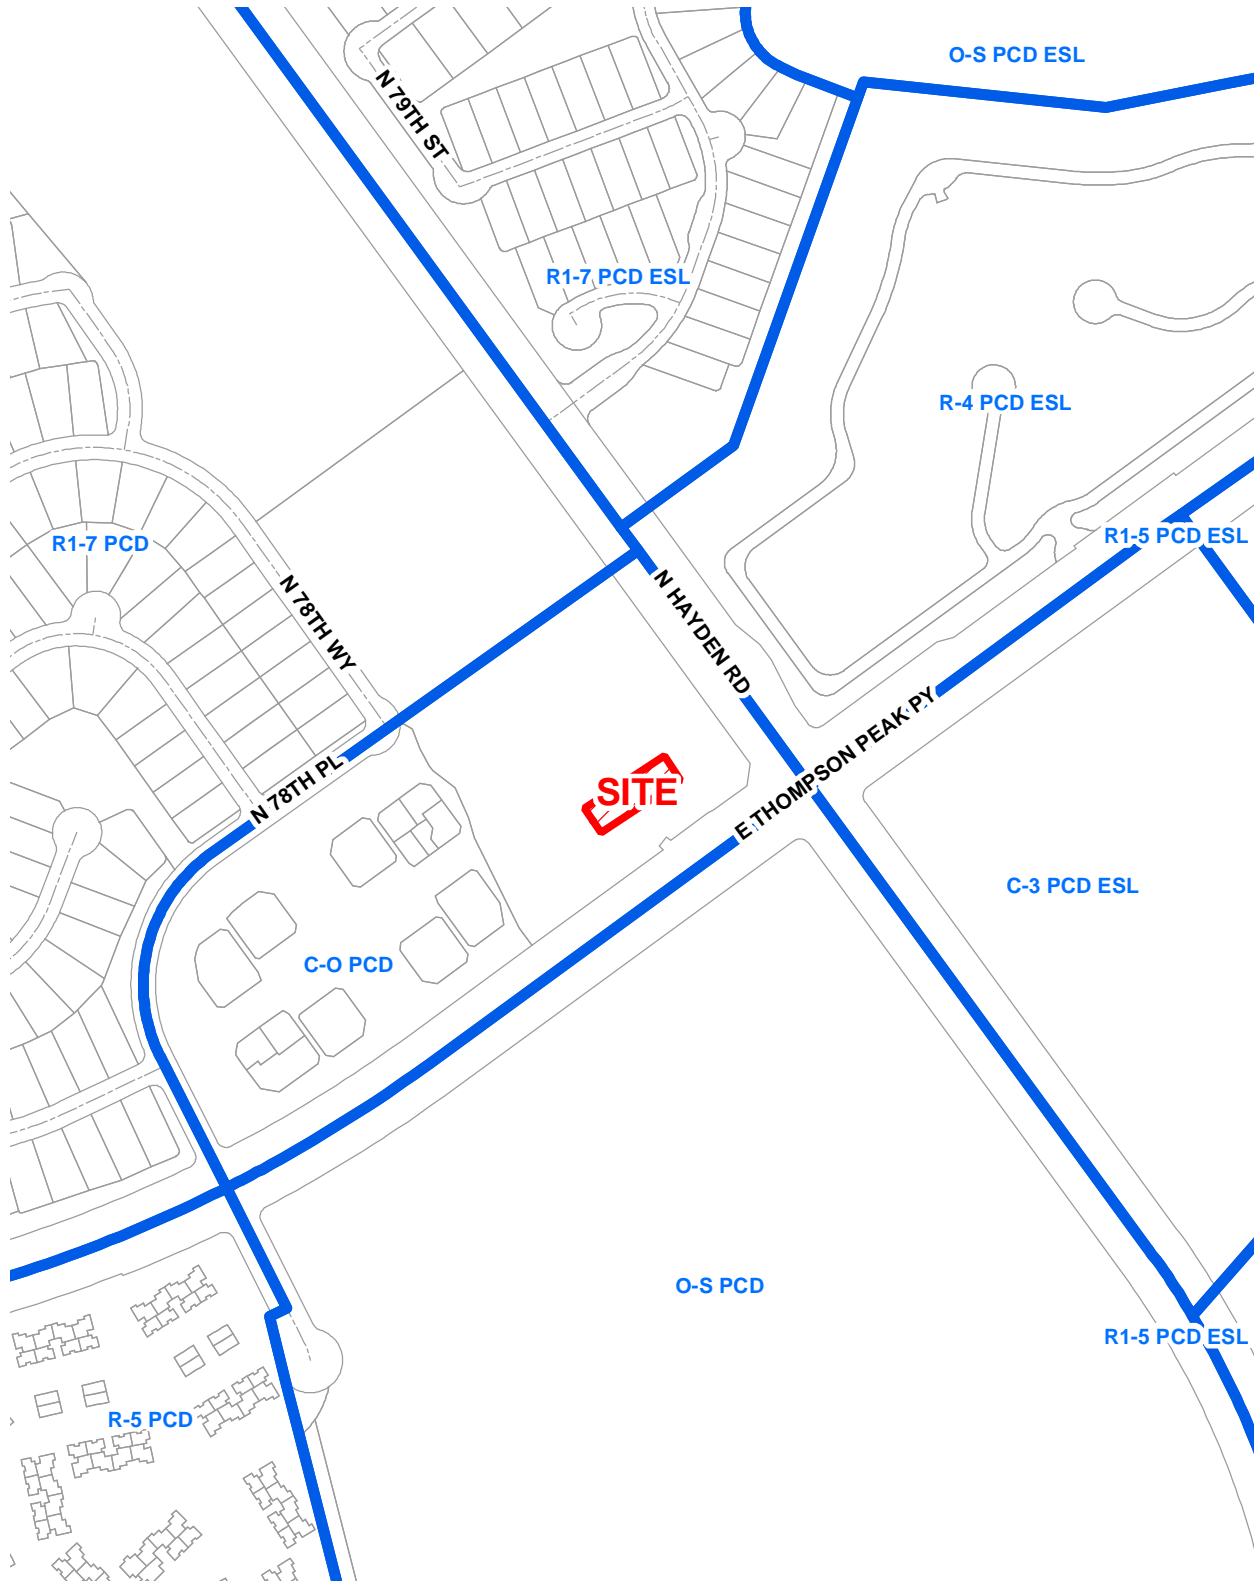 O-S PCD ESL
N 79TH ST
R1-7 PCD ESL
R-4 PCD ESL
R1-5 PCD ESL
R1-7 PCD
N 78TH WY
N HAYDEN RD
N 78TH PL
SITE
E THOMPSON PEAK PY
C-3 PCD ESL
C-O PCD
O-S PCD
R1-5 PCD ESL
R-5 PCD